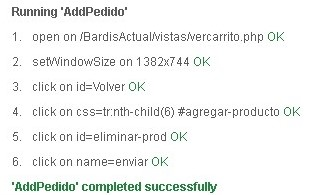 Running 'AddPedido'
1. open on /BardisActual/vistas/vercarrito.php OK
2. setWindowSize on 1382x744 OK
3. click on id=Volver OK
4. click on css=tr:nth-child(6) #agregar-producto OK
5. click on id=eliminar-prod OK
6. click on name=enviar OK
'AddPedido' completed successfully